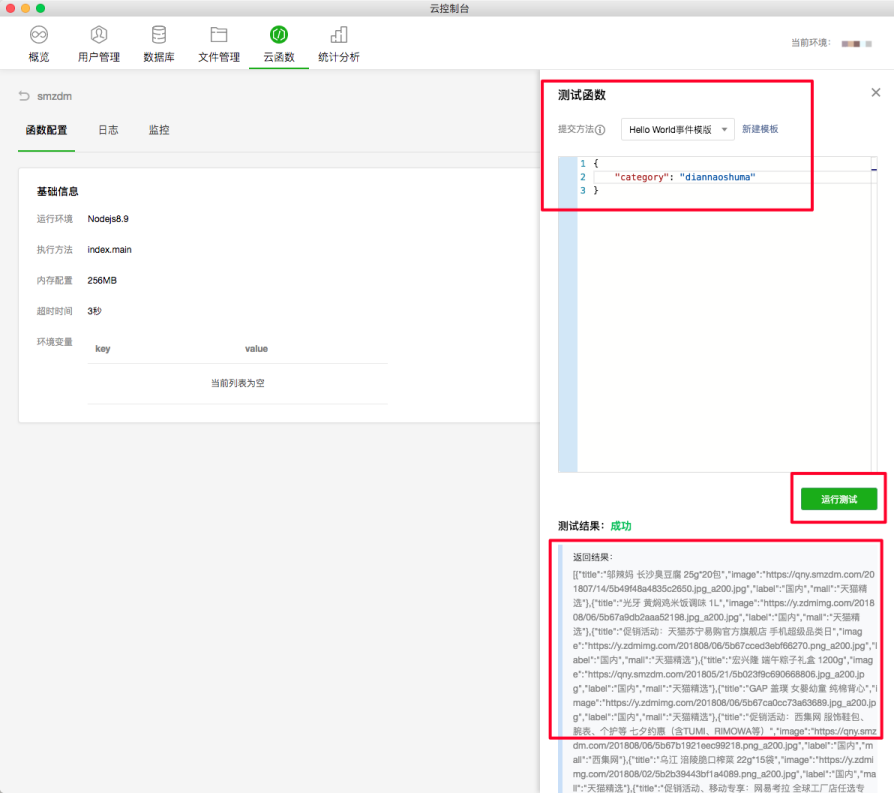 云控制台
概览 用户管理 数据库 文件管理 云函数 统计分析
当前环境：
smzdm
函数配置 日志 监控
基础信息
运行环境 Nodejs8.9
执行方法 index.main
内存配置 256MB
超时时间 3秒
环境变量
key value
当前列表为空
测试函数
提交方法 Hello World事件模版 新建模板
1 {
2 "category": "diannaoshuma"
3 }
运行测试
测试结果：成功
返回结果：
[{"title":"邬辣妈 长沙臭豆腐 25g*20包","image":"https://qny.smzdm.com/20
1807/14/5b49f48a4835c2650.jpg_a200.jpg","label":"国内","mall":"天猫精
选"},{"title":"光牙 黄焖鸡米饭调味 1L","image":"https://y.zdmimg.com/2018
08/06/5b67a9db2aaa52198.jpg_a200.jpg","label":"国内","mall":"天猫精
选"},{"title":"促销活动：天猫苏宁易购官方旗舰店 手机超级品类日","imag
e":"https://y.zdmimg.com/201808/06/5b67cced3ebf66270.png_a200.jpg","l
abel":"国内","mall":"天猫精选"},{"title":"宏兴隆 端午粽子礼盒 1200g","imag
e":"https://qny.smzdm.com/201805/21/5b023f9c690668806.jpg_a200.jp
g","label":"国内","mall":"天猫精选"},{"title":"GAP 盖璞 女婴幼童 纯棉背心","i
mage":"https://y.zdmimg.com/201808/06/5b67ca0cc73a63689.jpg_a200.jp
g","label":"国内","mall":"天猫精选"},{"title":"促销活动：西集网 服饰鞋包、
腕表、个护等 七夕约惠（含TUMI、RIMOWA等）","image":"https://qny.smz
dm.com/201808/06/5b67b1921eec99218.png_a200.jpg","label":"国内","m
all":"西集网"},{"title":"乌江 涪陵脆口榨菜 22g*15袋","image":"https://y.zdmi
mg.com/201808/02/5b2b39443bf1a4089.png_a200.jpg","label":"国内","ma
ll":"天猫精选"},{"title":"促销活动、移动专享：网易考拉 全球工厂店任选专